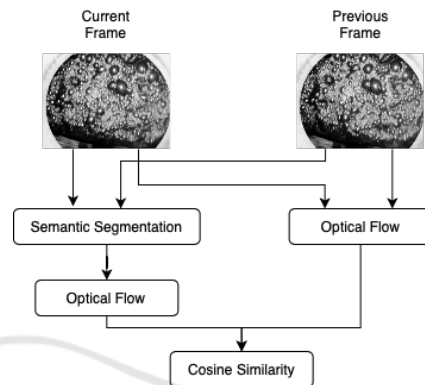 Current
Frame
Previous
Frame
Semantic Segmentation
Optical Flow
Optical Flow
Cosine Similarity